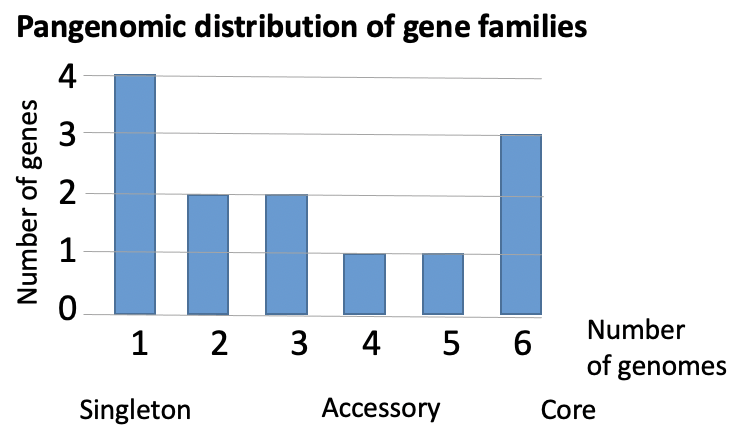 Pangenomic distribution of gene families
Number of genes
4
3
2
1
0
1 2 3 4 5 6
Number
of genomes
Singleton Accessory Core